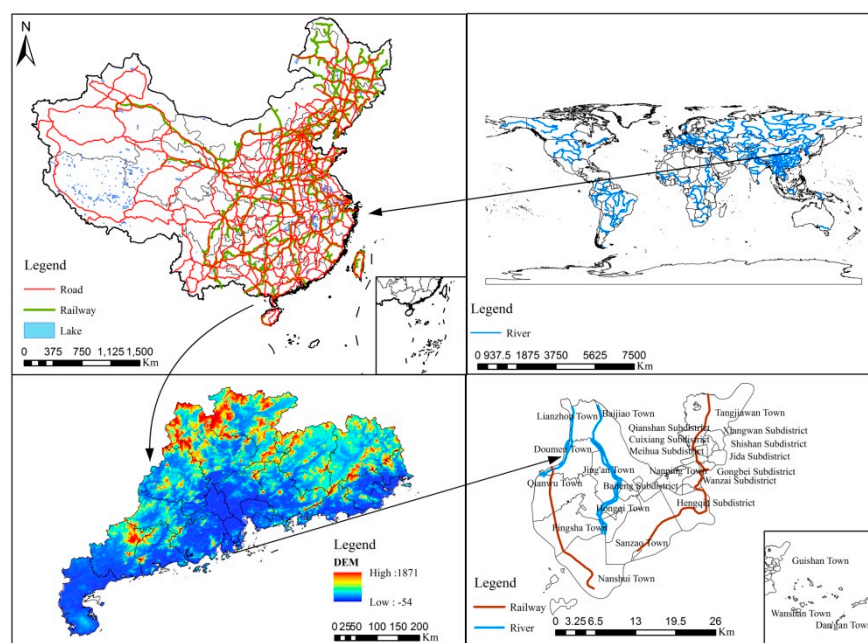 N
Legend
Road
Railway
Lake
0 375 750 1,125 1,500
Km
Legend
River
0 937.5 1875 3750 5625 7500
Km
Legend
DEM
High :1871
Low : -54
0 25 50 100 150 200
Km
Lianzhou Town
Baijiao Town
Tangjiawan Town
Qianshan Subdistrict
Xiangwan Subdistrict
Cuixiang Subdistrict
Shishan Subdistrict
Meihua Subdistrict
Jida Subdistrict
Doumen Town
Jing'an Town
Nanping Town
Gongbei Subdistrict
Qianwu Town
Baiteng Subdistrict
Wanzai Subdistrict
Hengqin Subdistrict
Hongqi Town
Pingsha Town
Sanzao Town
Nanshui Town
Legend
Railway
River
0 3.25 6.5 13 19.5 26
Km
Guishan Town
Wanshan Town
Dangan Town